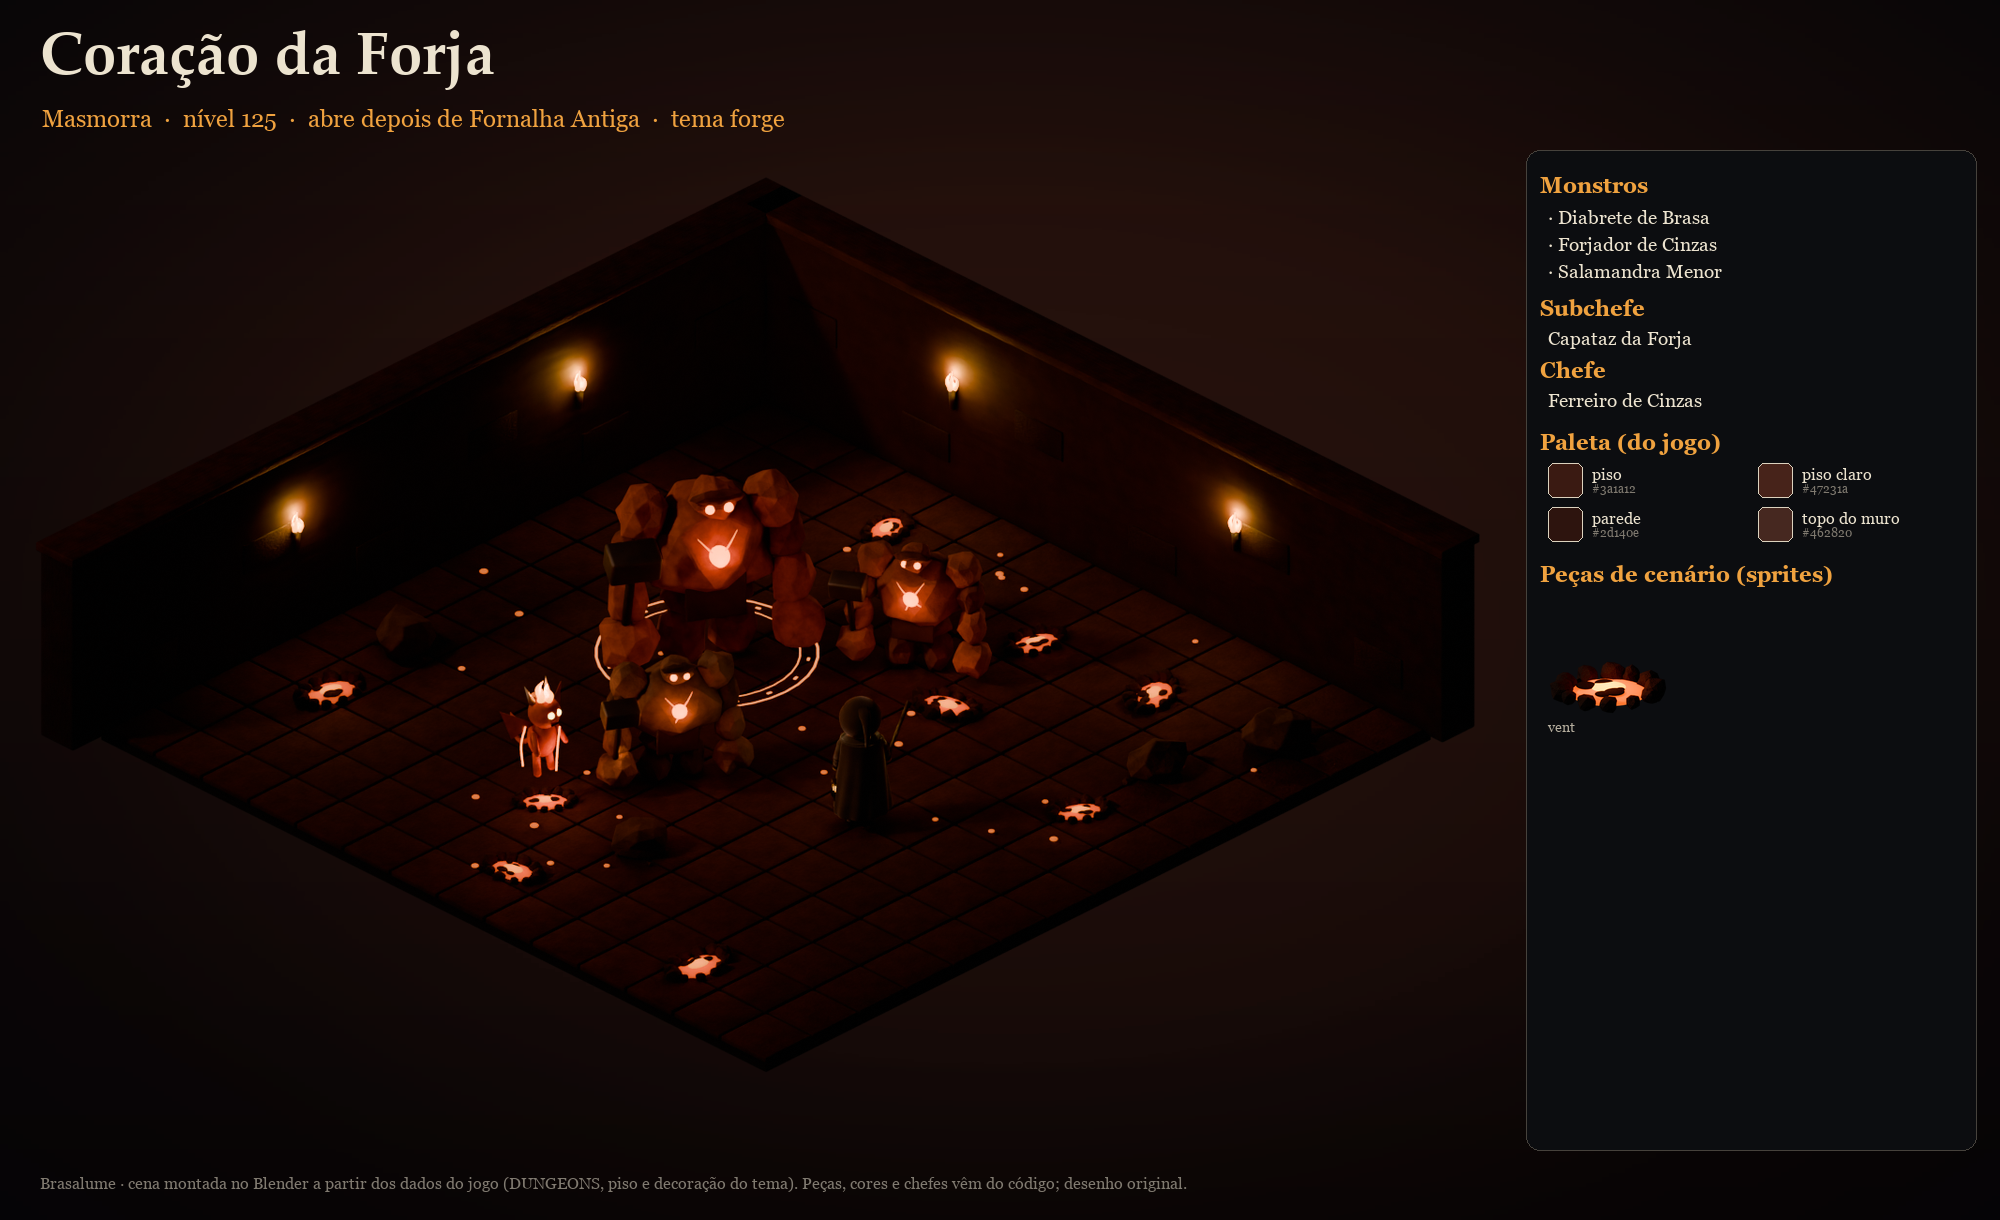 Coração da Forja
Masmorra · nível 125 · abre depois de Fornalha Antiga · tema forge
Monstros
· Diabrete de Brasa
· Forjador de Cinzas
· Salamandra Menor
Subchefe
Capataz da Forja
Chefe
Ferreiro de Cinzas
Paleta (do jogo)
piso
#3a1a12
piso claro
#47231a
parede
#2d140e
topo do muro
#462820
Peças de cenário (sprites)
vent
Brasalume · cena montada no Blender a partir dos dados do jogo (DUNGEONS, piso e decoração do tema). Peças, cores e chefes vêm do código; desenho original.